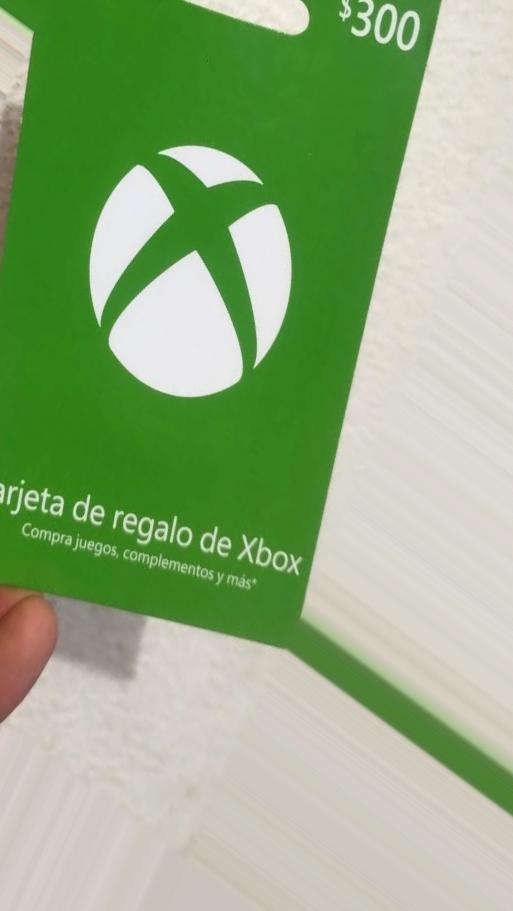 $300
arjeta de regalo de Xbox
Compra juegos, complementos y más*